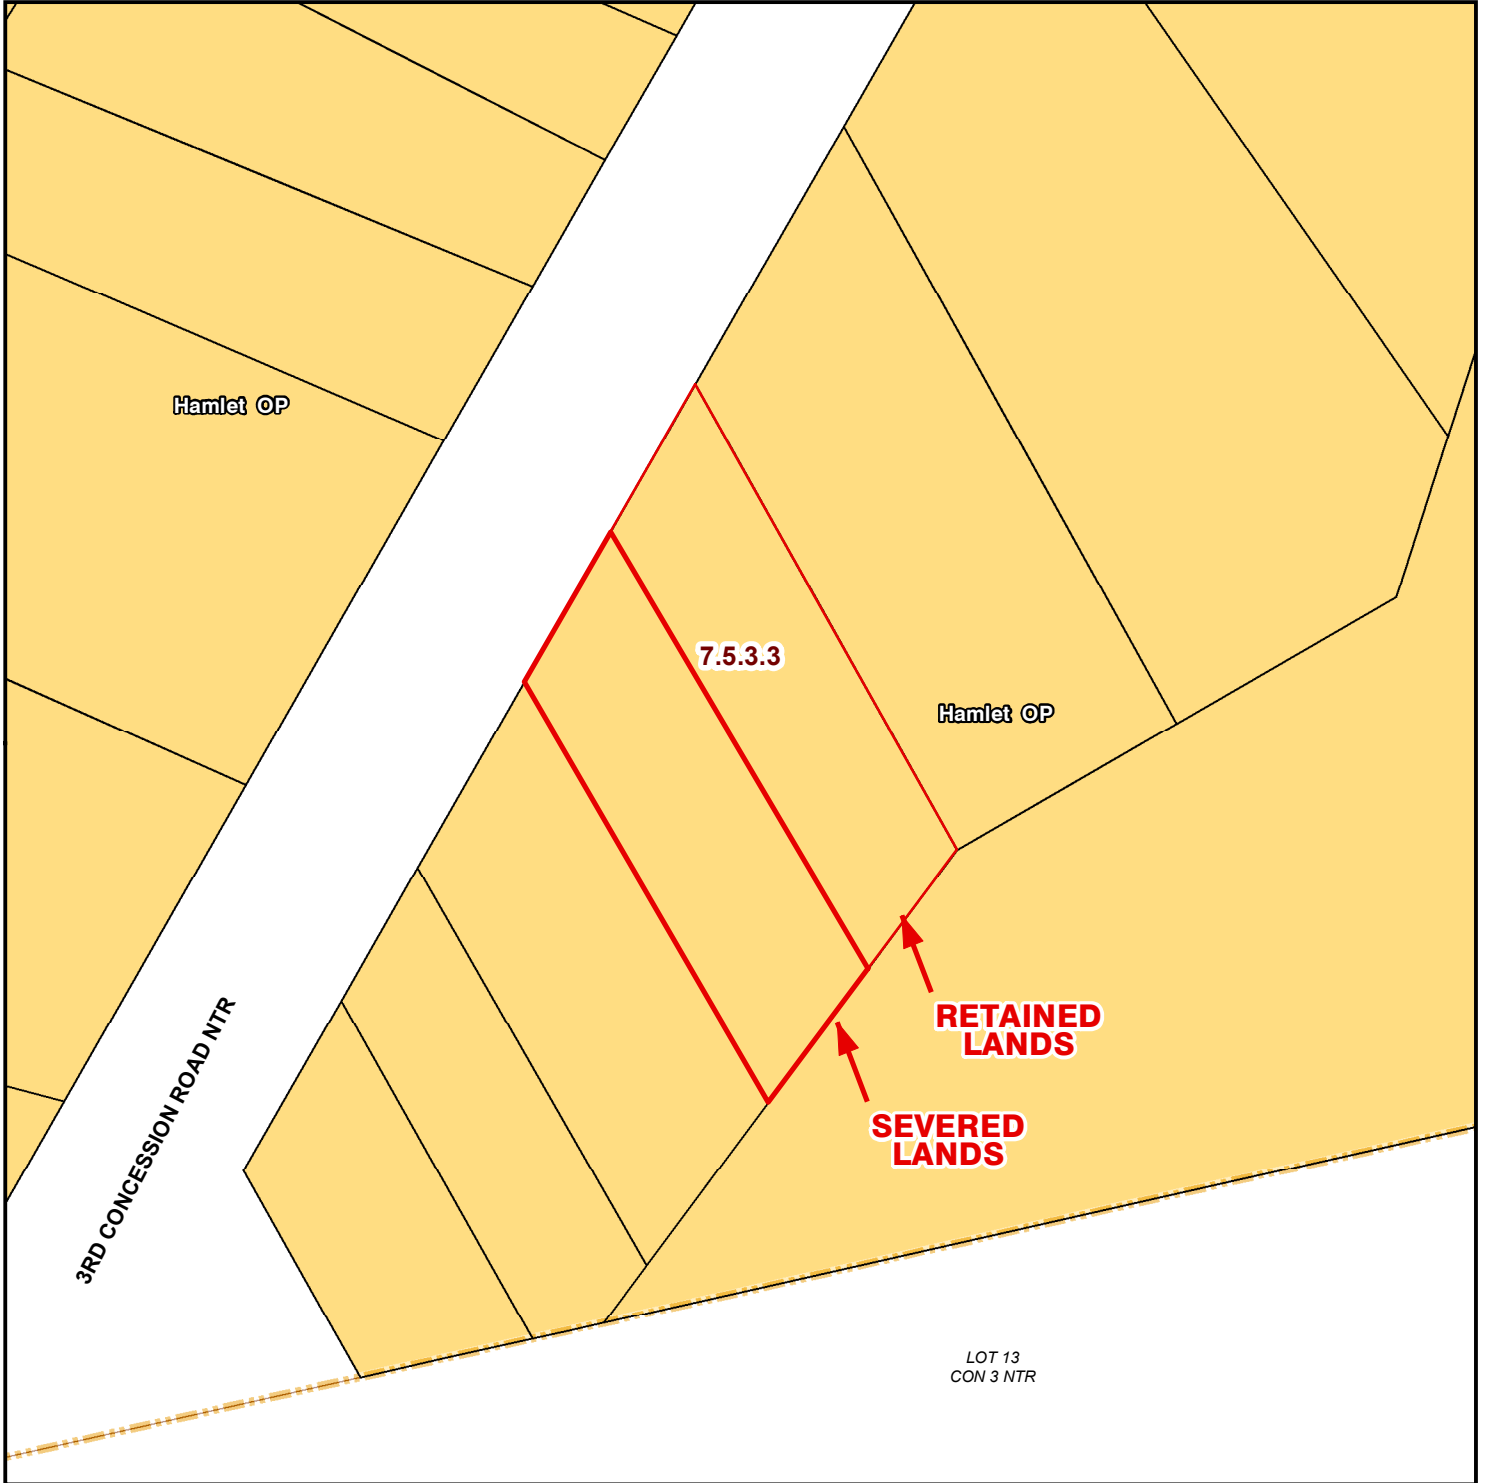 Hamlet OP
7.5.3.3
Hamlet OP
RETAINED
LANDS
SEVERED
LANDS
3RD CONCESSION ROAD NTR
LOT 13
CON 3 NTR